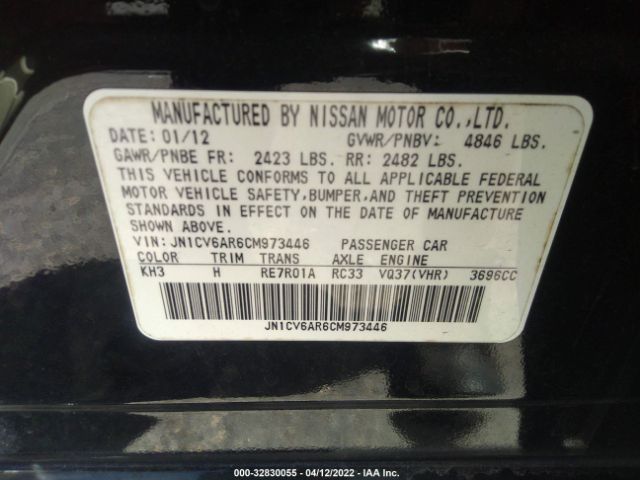 MANUFACTURED BY NISSAN MOTOR CO.,LTD.
DATE: 01/12 GVWR/PNBV: 4846 LBS.
GAWR/PNBE FR: 2423 LBS. RR: 2482 LBS.
THIS VEHICLE CONFORMS TO ALL APPLICABLE FEDERAL
MOTOR VEHICLE SAFETY,BUMPER,AND THEFT PREVENTION
STANDARDS IN EFFECT ON THE DATE OF MANUFACTURE
SHOWN ABOVE.
VIN: JN1CV6AR6CM973446 PASSENGER CAR
COLOR TRIM TRANS AXLE ENGINE
KH3 H RE7R01A RC33 VQ37(VHR) 3696CC
JN1CV6AR6CM973446
000-32830055 - 04/12/2022 - IAA Inc.